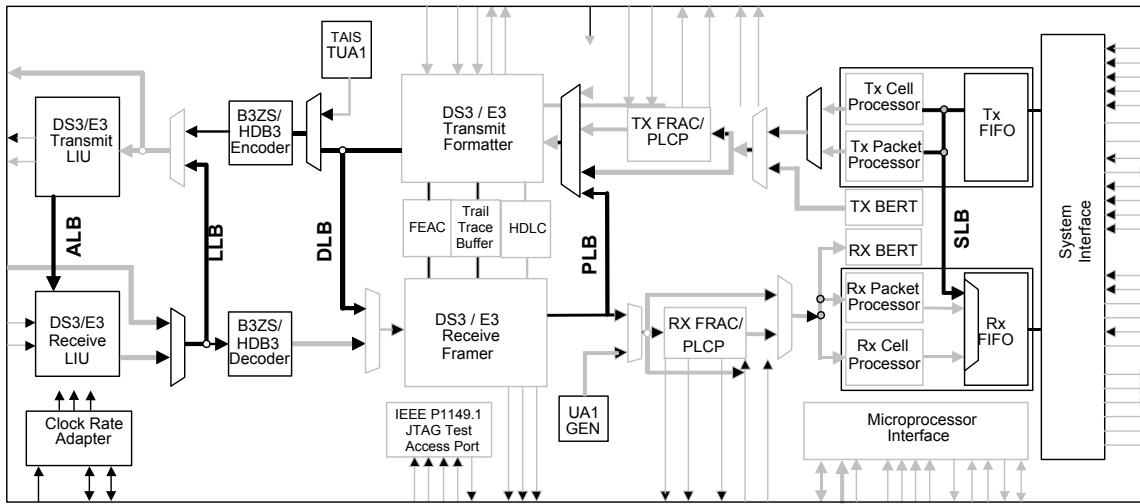 TAIS
TUA1
DS3/E3
Transmit
LIU
B3ZS/
HDB3
Encoder
DS3 / E3
Transmit
Formatter
TX FRAC/
PLCP
Tx Cell
Processor
Tx Packet
Processor
Tx
FIFO
TX BERT
RX BERT
FEAC
Trail
Trace
Buffer
HDLC
ALB
LLB
DLB
PLB
SLB
System
Interface
DS3/E3
Receive
LIU
B3ZS/
HDB3
Decoder
DS3 / E3
Receive
Framer
RX FRAC/
PLCP
Rx Packet
Processor
Rx Cell
Processor
Rx
FIFO
UA1
GEN
Clock Rate
Adapter
IEEE P1149.1
JTAG Test
Access Port
Microprocessor
Interface